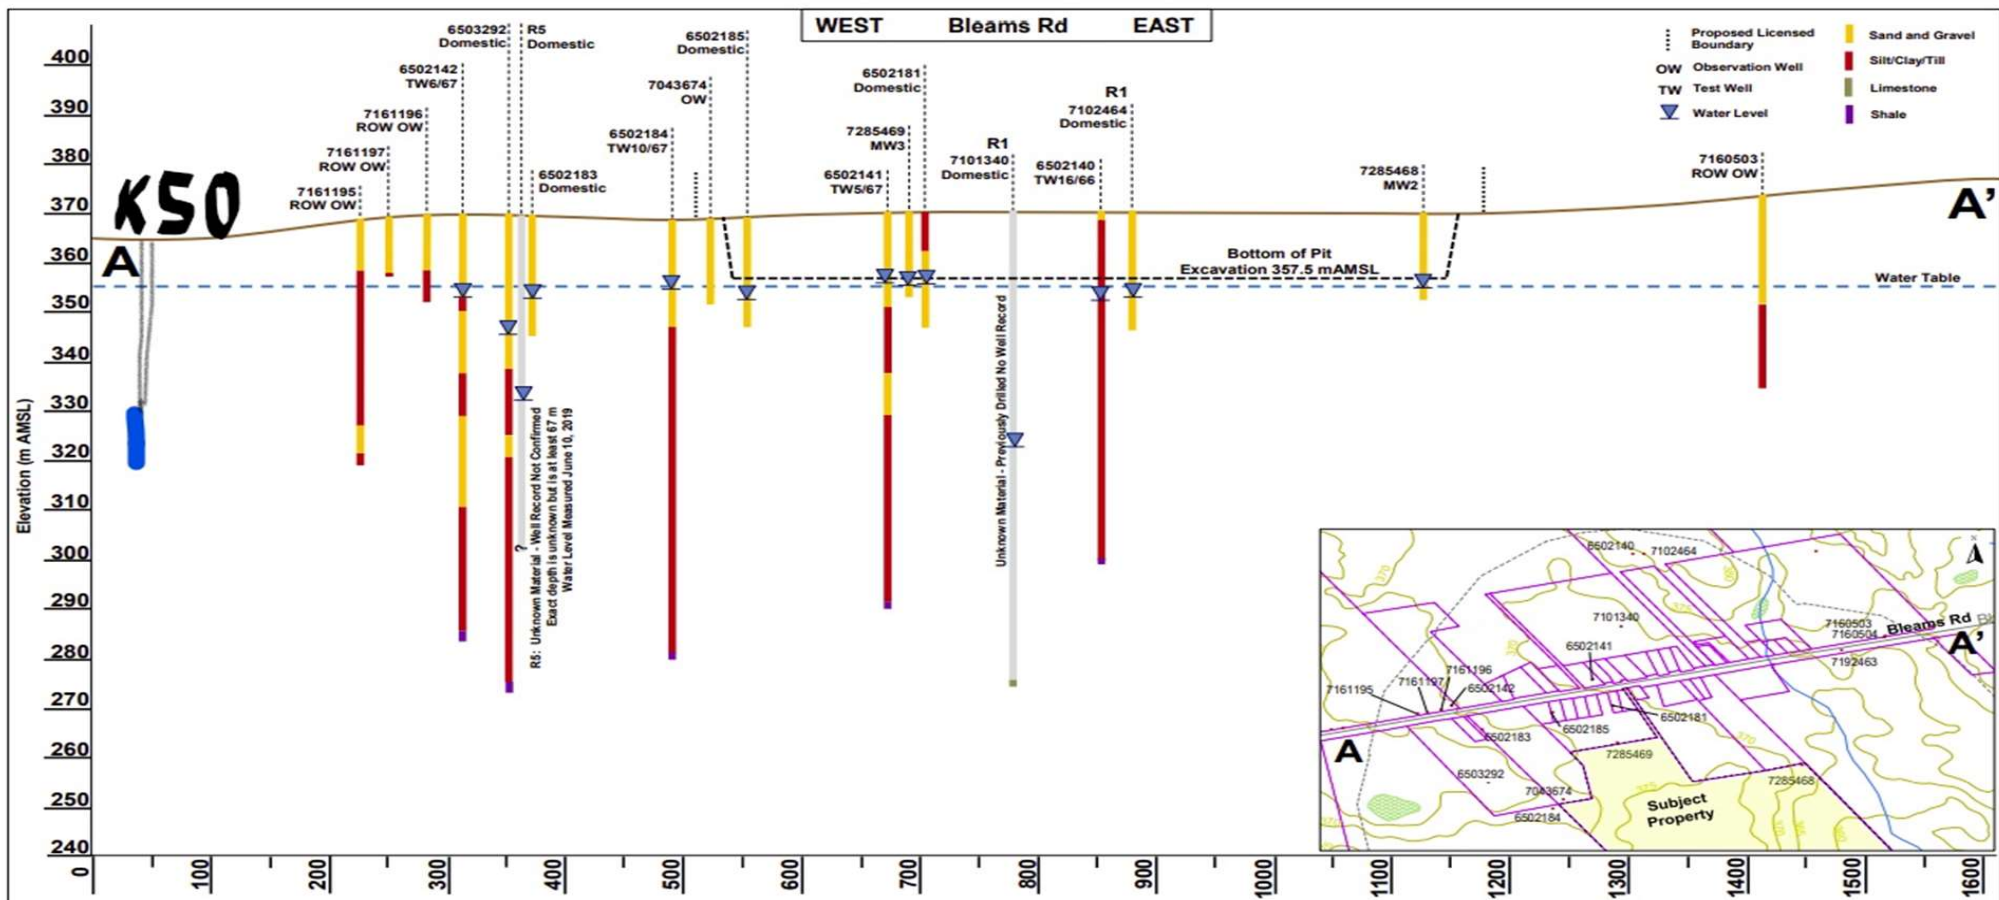 WEST Bleams Rd EAST
Proposed Licensed
Boundary
OW Observation Well
TW Test Well
Water Level
Sand and Gravel
Silt/Clay/Till
Limestone
Shale
Elevation (m AMSL)
400
390
380
370
360
350
340
330
320
310
300
290
280
270
260
250
240
K50
A
A'
7161195
ROW OW
7161197
ROW OW
7161196
ROW OW
6502142
TW6/67
6503292
Domestic
R5
Domestic
6502183
Domestic
6502184
TW10/67
7043674
OW
6502185
Domestic
6502141
TW5/67
7285469
MW3
6502181
Domestic
R1
7101340
Domestic
6502140
TW16/66
R1
7102464
Domestic
7285468
MW2
7160503
ROW OW
Bottom of Pit
Excavation 357.5 mAMSL
Water Table
?
R5: Unknown Material - Well Record Not Confirmed
Exact depth is unknown but is at least 67 m
Water Level Measured June 10, 2019
Unknown Material - Previously Drilled No Well Record
0 100 200 300 400 500 600 700 800 900 1000 1100 1200 1300 1400 1500 1600
6502140
7102464
370
380
375
7101340
370
6502141
7160503
7160504
Bleams Rd
A'
7192463
7161196
7161197
7161195
6502142
A
6502183
6502185
6502181
370
7285469
6503292
7285468
7043674
375
6502184
Subject
Property
370